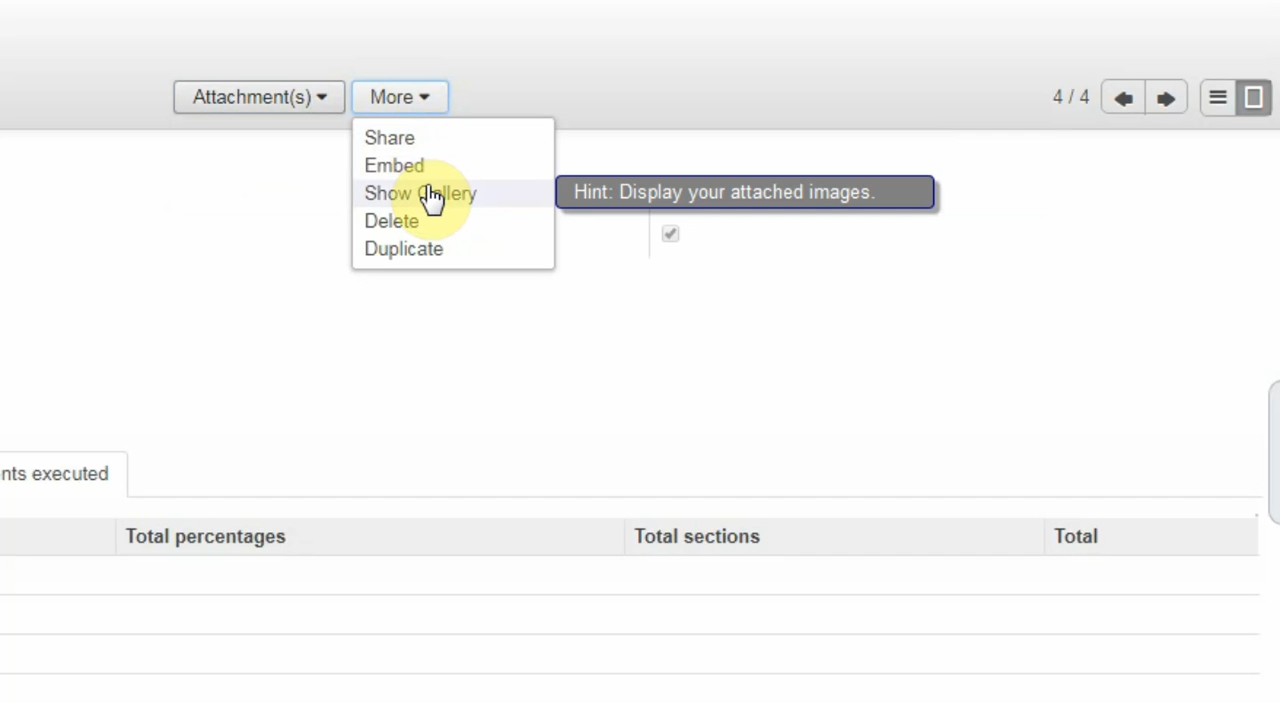 Attachment(s) More 4 / 4
Share
Embed
Show Gallery
Hint: Display your attached images.
Delete
Duplicate
nts executed
Total percentages Total sections Total